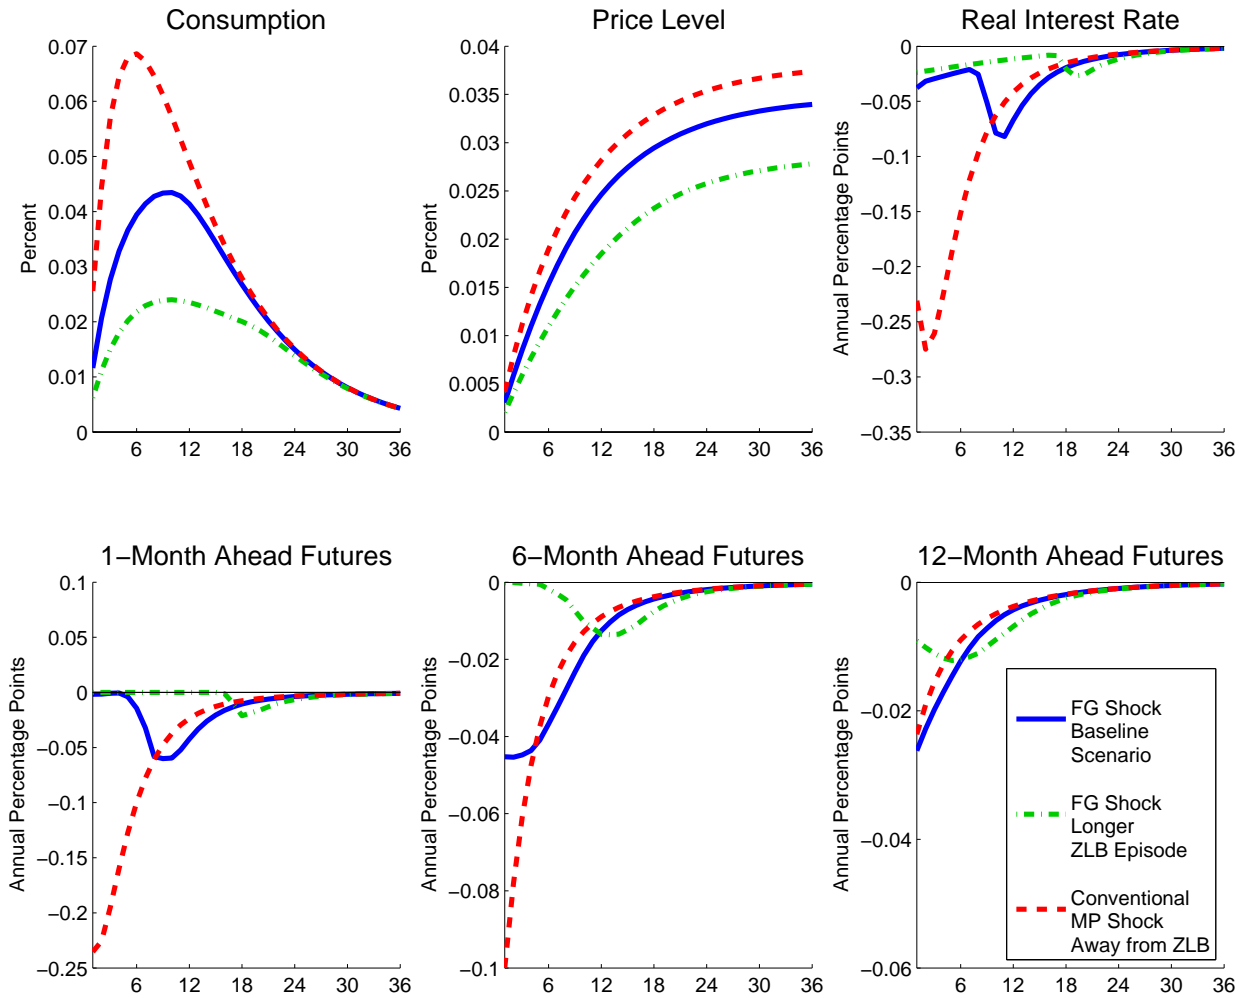 Consumption
Percent
0.07
0.06
0.05
0.04
0.03
0.02
0.01
0
6 12 18 24 30 36
Price Level
Percent
0.04
0.035
0.03
0.025
0.02
0.015
0.01
0.005
0
6 12 18 24 30 36
Real Interest Rate
Annual Percentage Points
0
−0.05
−0.1
−0.15
−0.2
−0.25
−0.3
−0.35
6 12 18 24 30 36
1−Month Ahead Futures
Annual Percentage Points
0.1
0.05
0
−0.05
−0.1
−0.15
−0.2
−0.25
6 12 18 24 30 36
6−Month Ahead Futures
Annual Percentage Points
0
−0.02
−0.04
−0.06
−0.08
−0.1
6 12 18 24 30 36
12−Month Ahead Futures
Annual Percentage Points
0
−0.02
−0.04
−0.06
6 12 18 24 30 36
FG Shock
Baseline
Scenario
FG Shock
Longer
ZLB Episode
Conventional
MP Shock
Away from ZLB